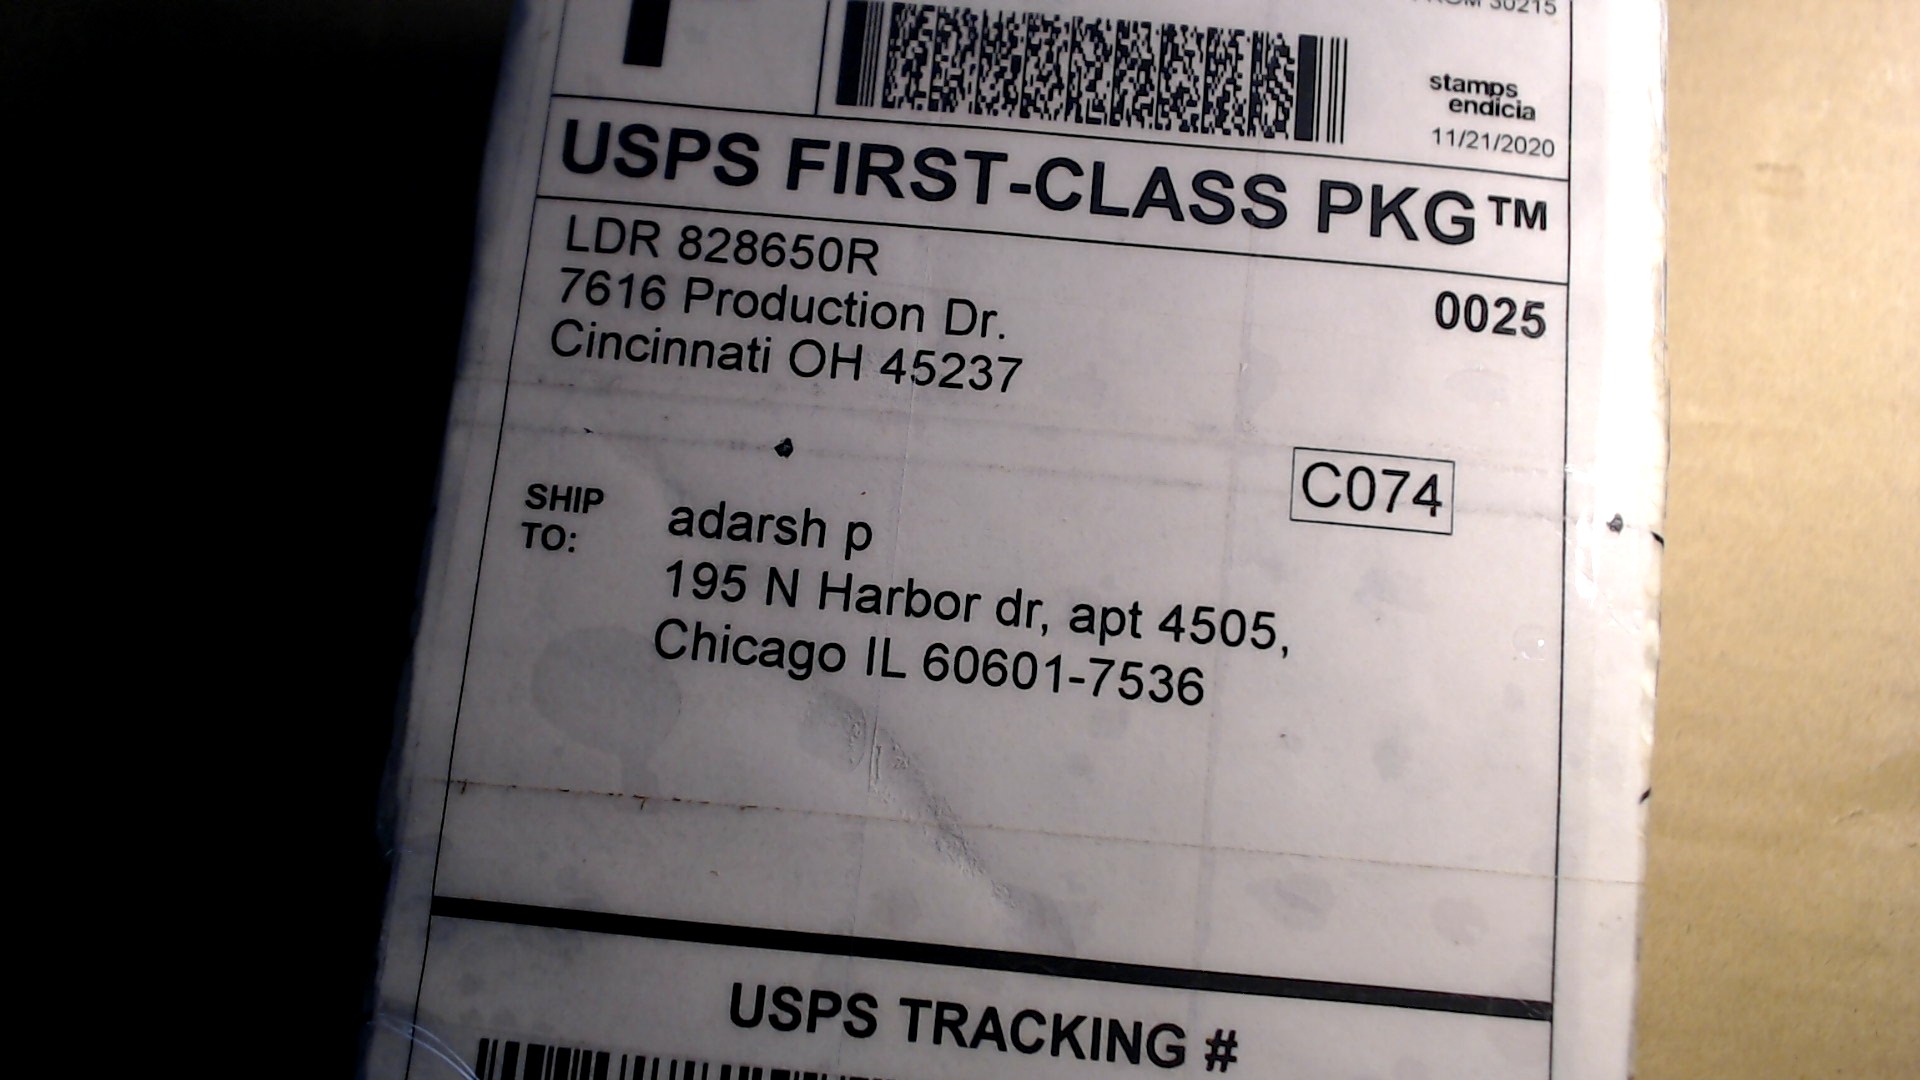 30215
stamps
endicia
11/21/2020
USPS FIRST-CLASS PKG™
LDR 828650R
7616 Production Dr.
Cincinnati OH 45237
0025
C074
SHIP
TO:
adarsh p
195 N Harbor dr, apt 4505,
Chicago IL 60601-7536
USPS TRACKING #